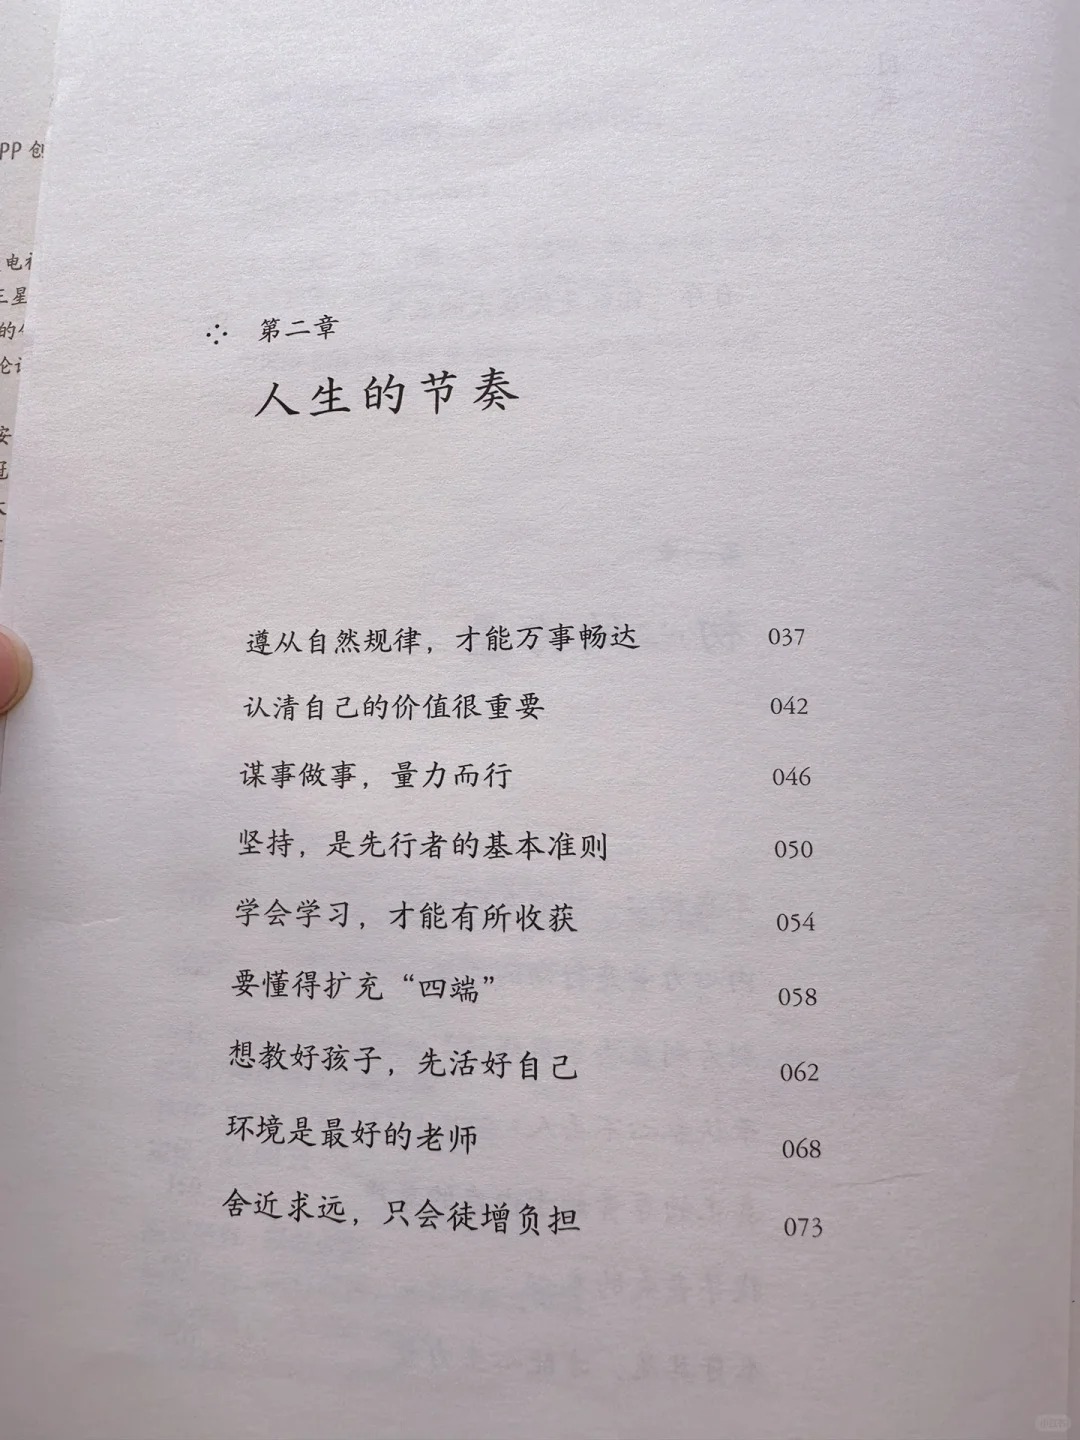 PP 创
第二章
人生的节奏
遵从自然规律，才能万事畅达 037
认清自己的价值很重要 042
谋事做事，量力而行 046
坚持，是先行者的基本准则 050
学会学习，才能有所收获 054
要懂得扩充“四端” 058
想教好孩子，先活好自己 062
环境是最好的老师 068
舍近求远，只会徒增负担 073